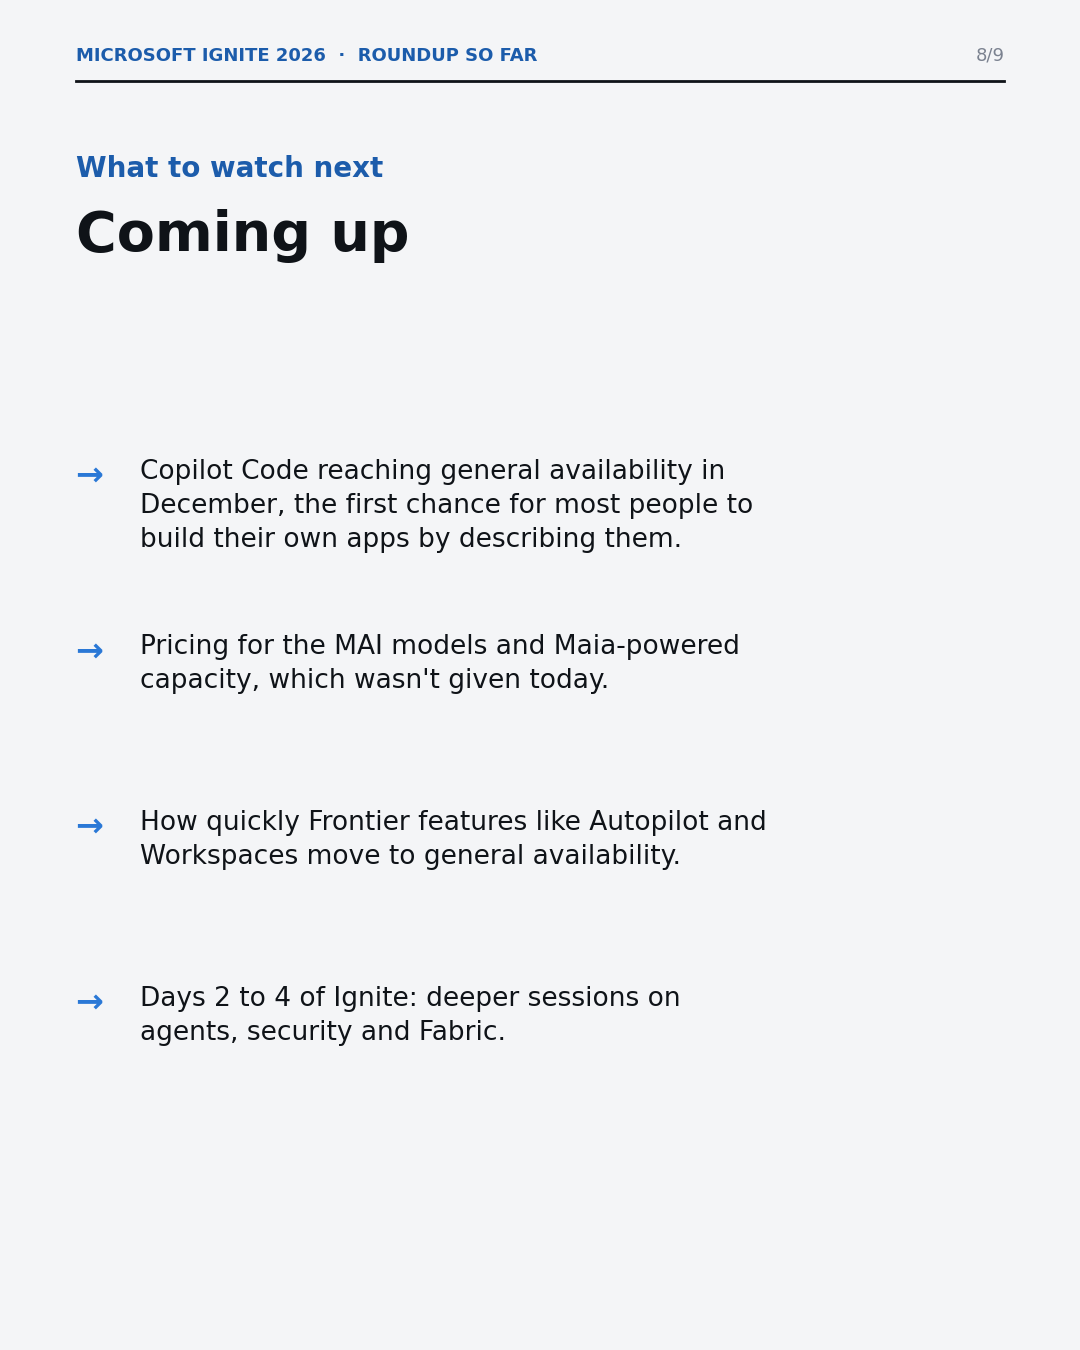 MICROSOFT IGNITE 2026 · ROUNDUP SO FAR
8/9
What to watch next
Coming up
→ Copilot Code reaching general availability in
December, the first chance for most people to
build their own apps by describing them.
→ Pricing for the MAI models and Maia-powered
capacity, which wasn't given today.
→ How quickly Frontier features like Autopilot and
Workspaces move to general availability.
→ Days 2 to 4 of Ignite: deeper sessions on
agents, security and Fabric.